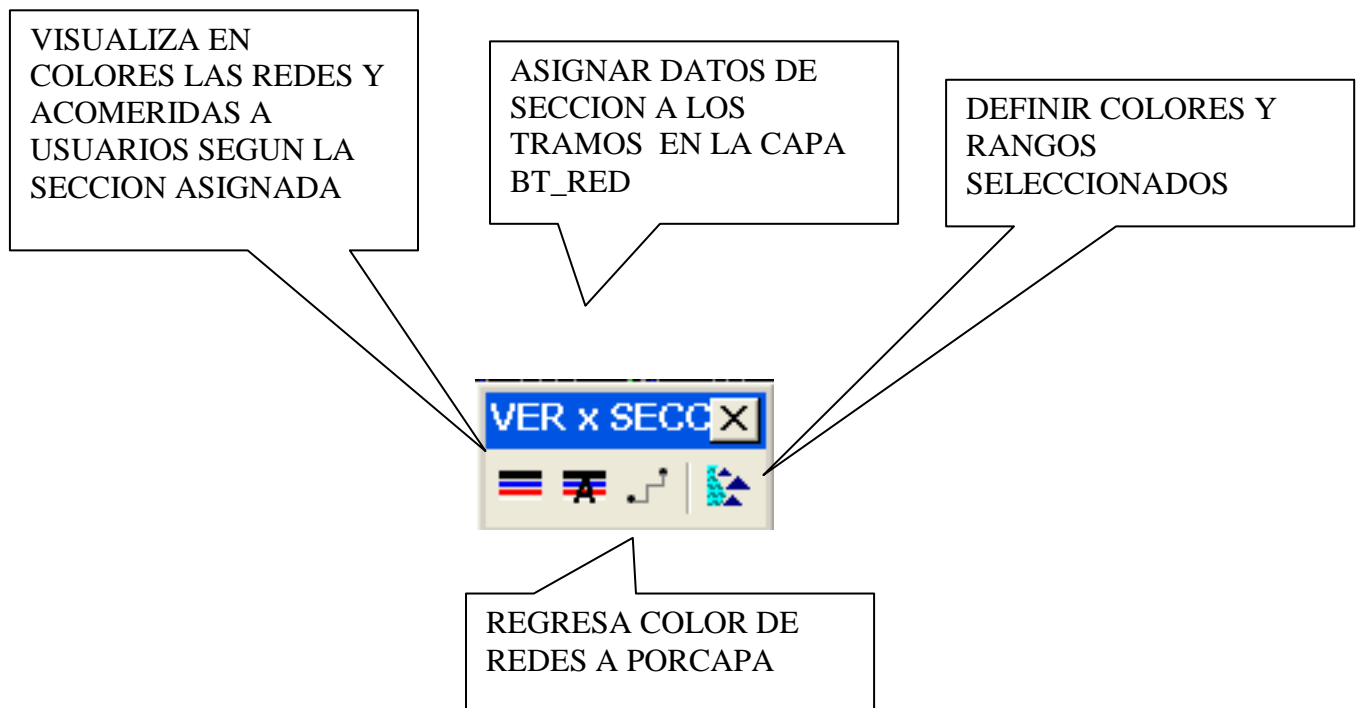 VISUALIZA EN
COLORES LAS REDES Y
ACOMERIDAS A
USUARIOS SEGUN LA
SECCION ASIGNADA
ASIGNAR DATOS DE
SECCION A LOS
TRAMOS EN LA CAPA
BT_RED
DEFINIR COLORES Y
RANGOS
SELECCIONADOS
VER x SECC
A
REGRESA COLOR DE
REDES A PORCAPA